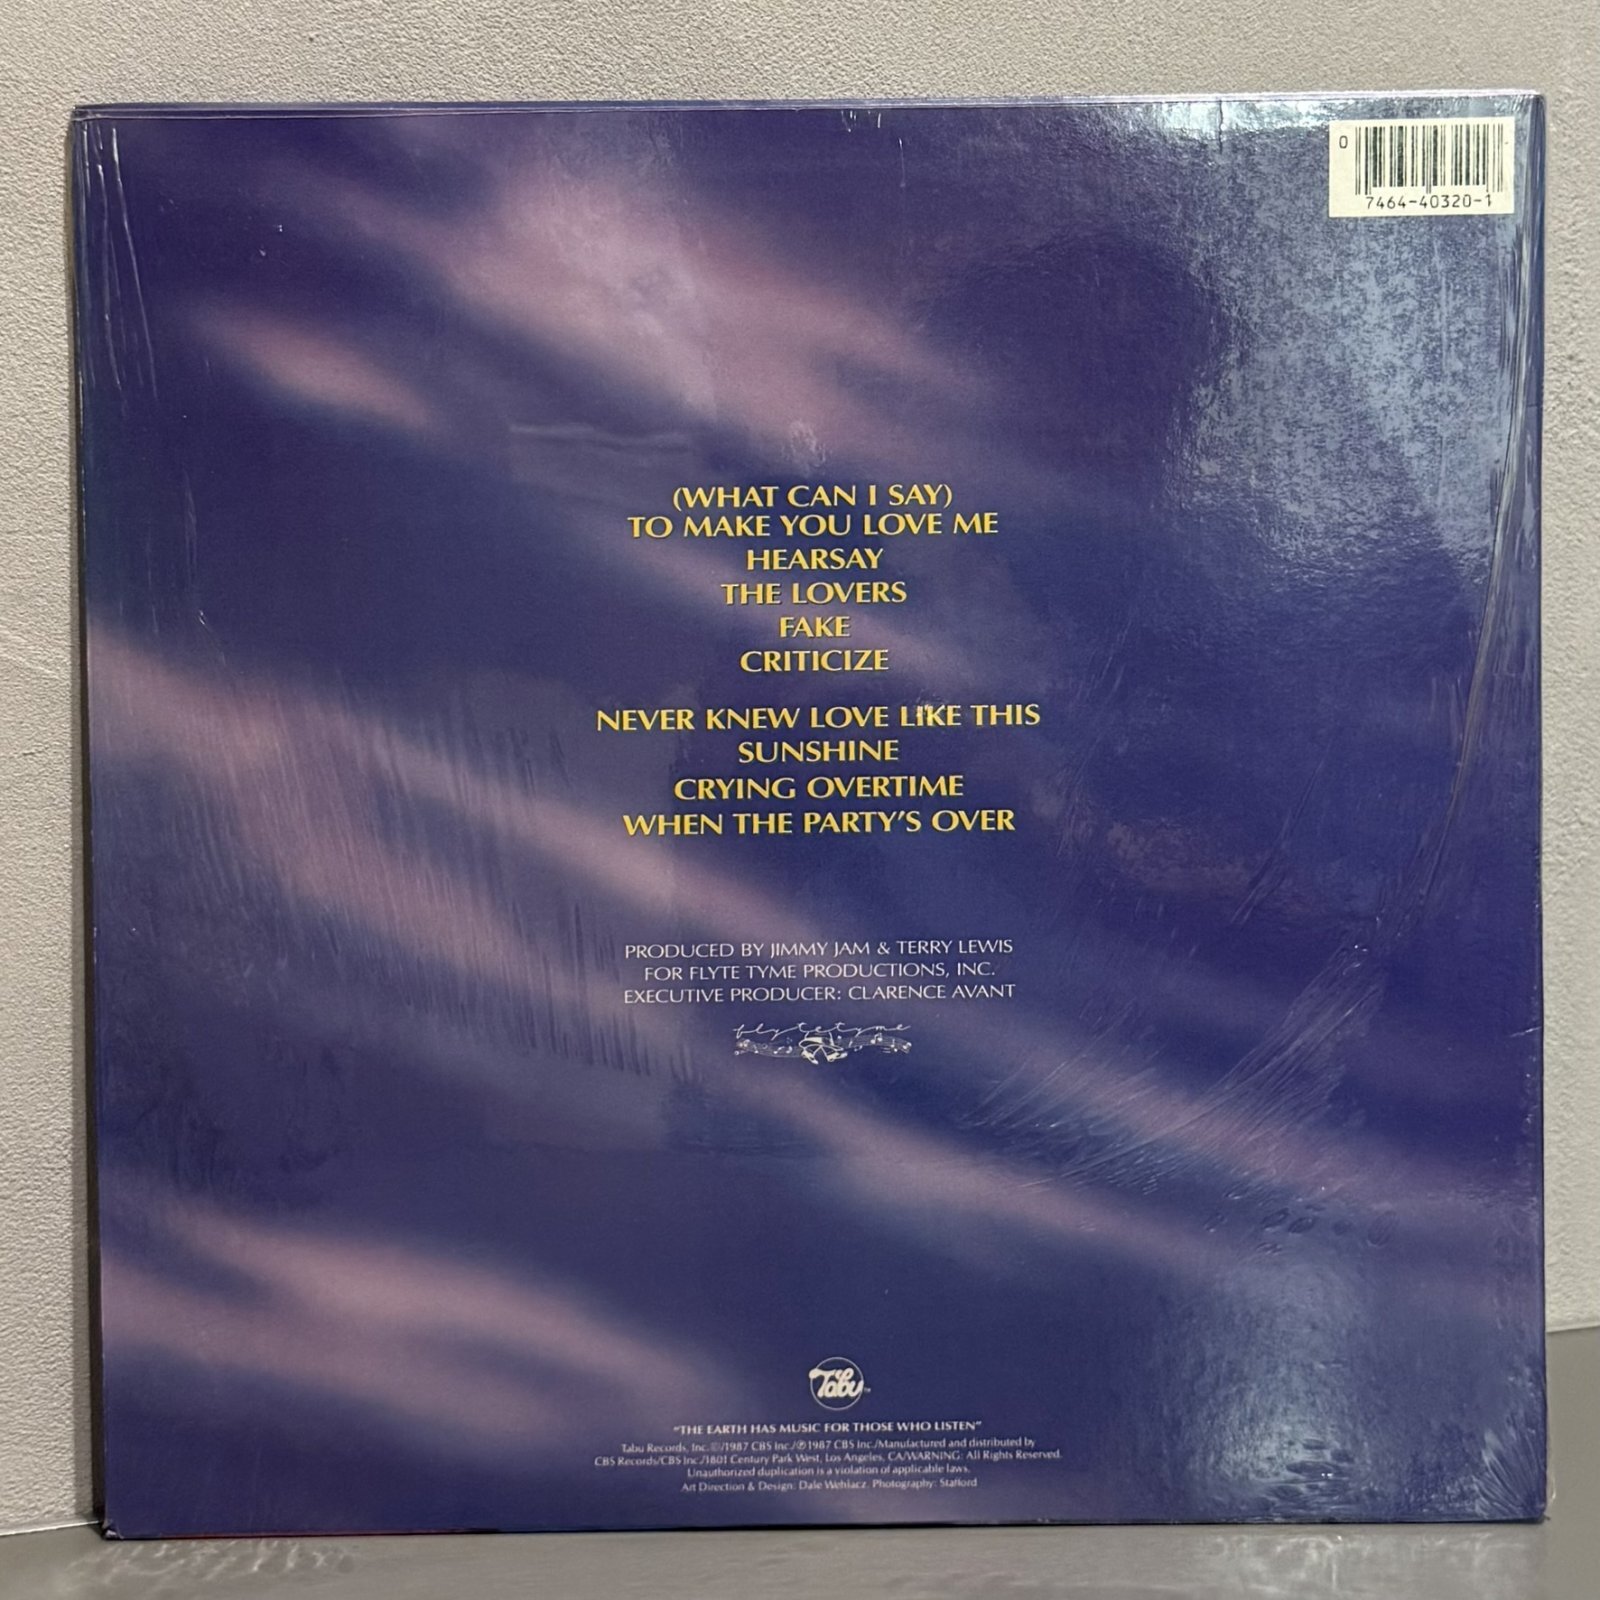 0
7464-40320-1
(WHAT CAN I SAY)
TO MAKE YOU LOVE ME
HEARSAY
THE LOVERS
FAKE
CRITICIZE
NEVER KNEW LOVE LIKE THIS
SUNSHINE
CRYING OVERTIME
WHEN THE PARTY'S OVER
PRODUCED BY JIMMY JAM & TERRY LEWIS
FOR FLYTE TYME PRODUCTIONS, INC.
EXECUTIVE PRODUCER: CLARENCE AVANT
flyte tyme
Tabu ™
"THE EARTH HAS MUSIC FOR THOSE WHO LISTEN"
Tabu Records, Inc. ©/1987 CBS Inc./℗ 1987 CBS Inc./Manufactured and distributed by
CBS Records/CBS Inc./1801 Century Park West, Los Angeles, CA/WARNING: All Rights Reserved.
Unauthorized duplication is a violation of applicable laws.
Art Direction & Design: Dale Wehlacz. Photography: Stafford